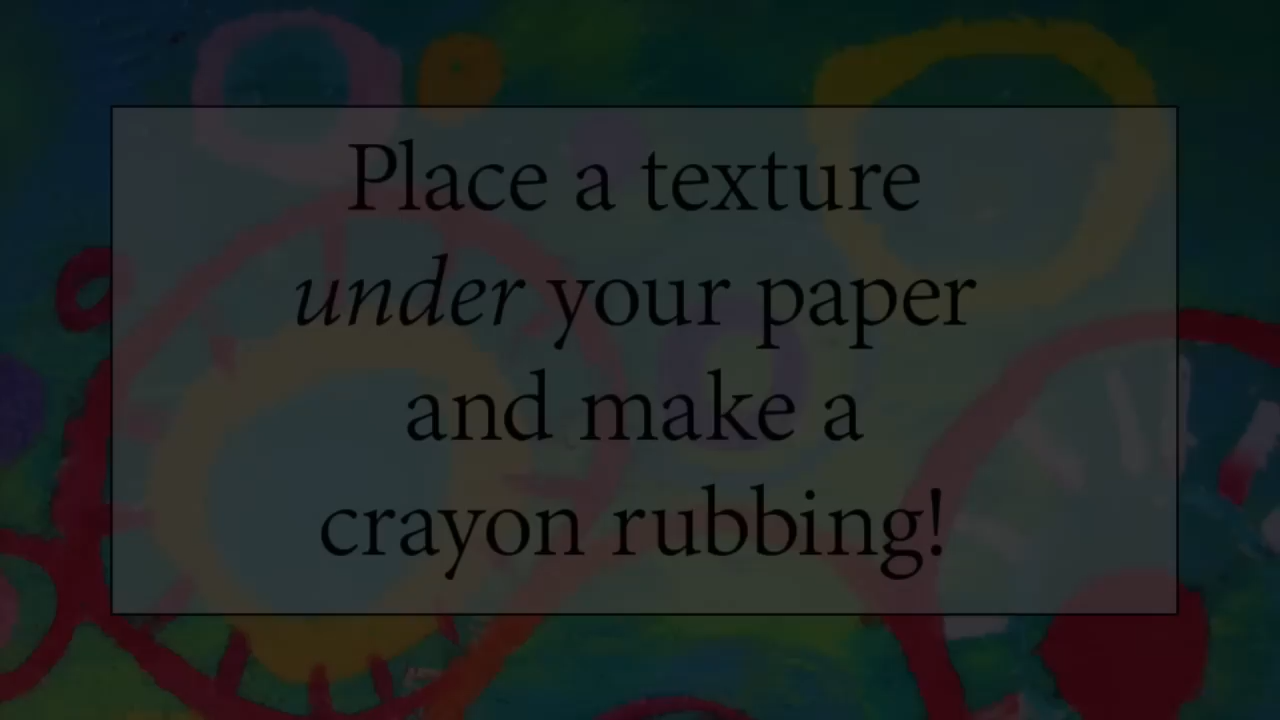 Place a texture
under your paper
and make a
crayon rubbing!